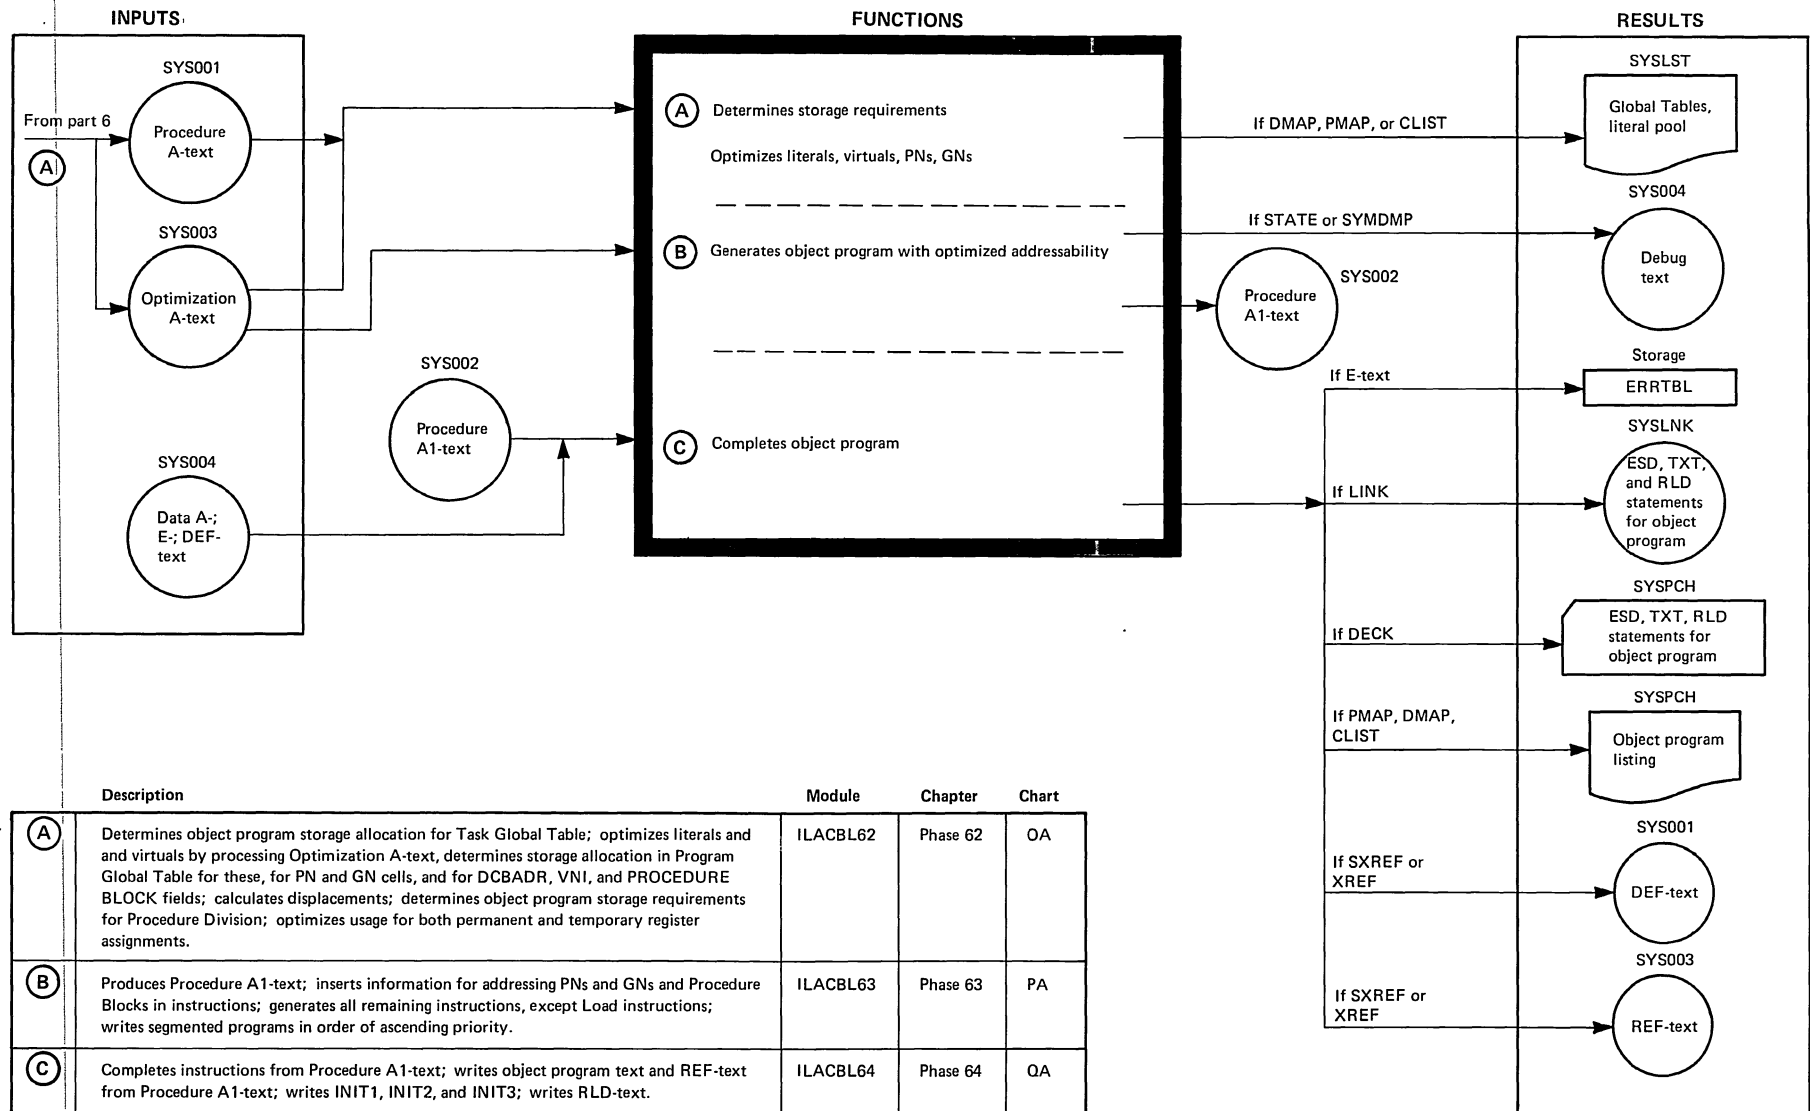 INPUTS
FUNCTIONS
RESULTS
From part 6
A
SYS001
Procedure
A-text
SYS003
Optimization
A-text
SYS004
Data A-;
E-; DEF-
text
SYS002
Procedure
A1-text
A Determines storage requirements
Optimizes literals, virtuals, PNs, GNs
B Generates object program with optimized addressability
C Completes object program
If DMAP, PMAP, or CLIST
SYSLST
Global Tables,
literal pool
If STATE or SYMDMP
SYS004
Debug
text
SYS002
Procedure
A1-text
If E-text
Storage
ERRTBL
If LINK
SYSLNK
ESD, TXT,
and RLD
statements
for object
program
If DECK
SYSPCH
ESD, TXT, RLD
statements for
object program
If PMAP, DMAP,
CLIST
SYSPCH
Object program
listing
If SXREF or
XREF
SYS001
DEF-text
If SXREF or
XREF
SYS003
REF-text
Description Module Chapter Chart
A Determines object program storage allocation for Task Global Table; optimizes literals and ILACBL62 Phase 62 OA
and virtuals by processing Optimization A-text, determines storage allocation in Program
Global Table for these, for PN and GN cells, and for DCBADR, VNI, and PROCEDURE
BLOCK fields; calculates displacements; determines object program storage requirements
for Procedure Division; optimizes usage for both permanent and temporary register
assignments.
B Produces Procedure A1-text; inserts information for addressing PNs and GNs and Procedure ILACBL63 Phase 63 PA
Blocks in instructions; generates all remaining instructions, except Load instructions;
writes segmented programs in order of ascending priority.
C Completes instructions from Procedure A1-text; writes object program text and REF-text ILACBL64 Phase 64 QA
from Procedure A1-text; writes INIT1, INIT2, and INIT3; writes RLD-text.